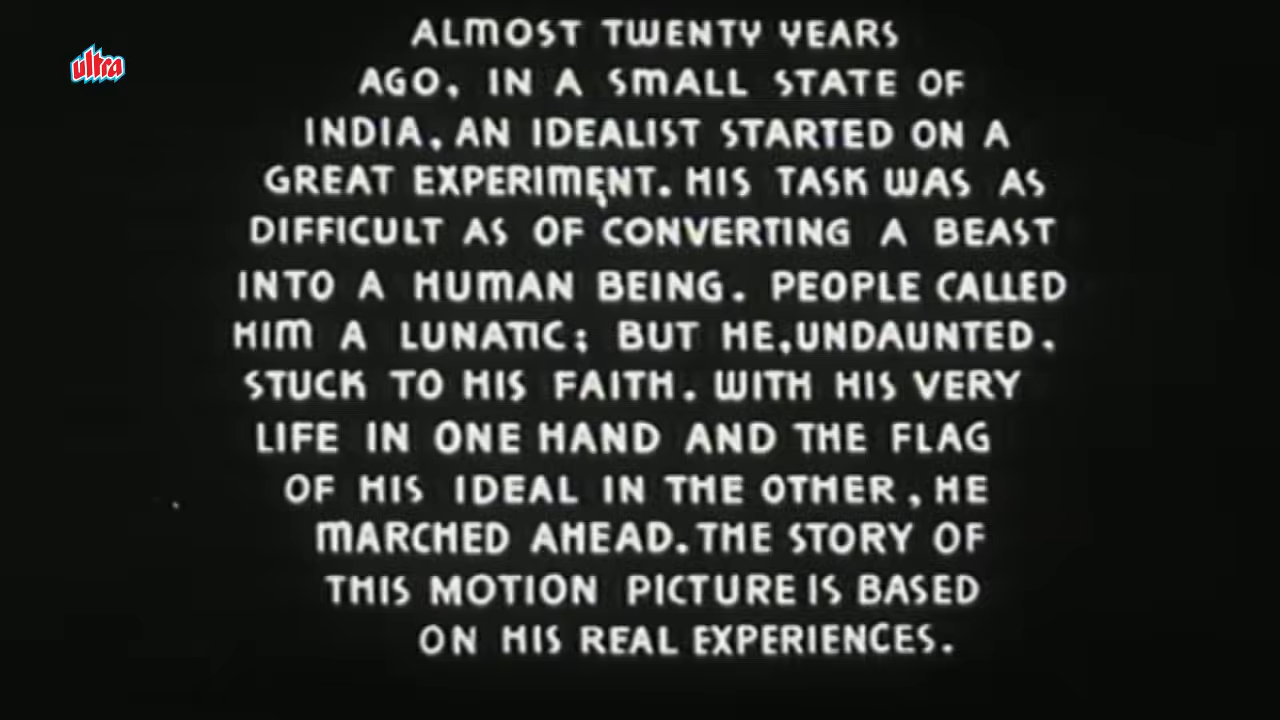 ultra
ALMOST TWENTY YEARS
AGO, IN A SMALL STATE OF
INDIA, AN IDEALIST STARTED ON A
GREAT EXPERIMENT. HIS TASK WAS AS
DIFFICULT AS OF CONVERTING A BEAST
INTO A HUMAN BEING. PEOPLE CALLED
HIM A LUNATIC; BUT HE, UNDAUNTED,
STUCK TO HIS FAITH. WITH HIS VERY
LIFE IN ONE HAND AND THE FLAG
OF HIS IDEAL IN THE OTHER, HE
MARCHED AHEAD. THE STORY OF
THIS MOTION PICTURE IS BASED
ON HIS REAL EXPERIENCES.